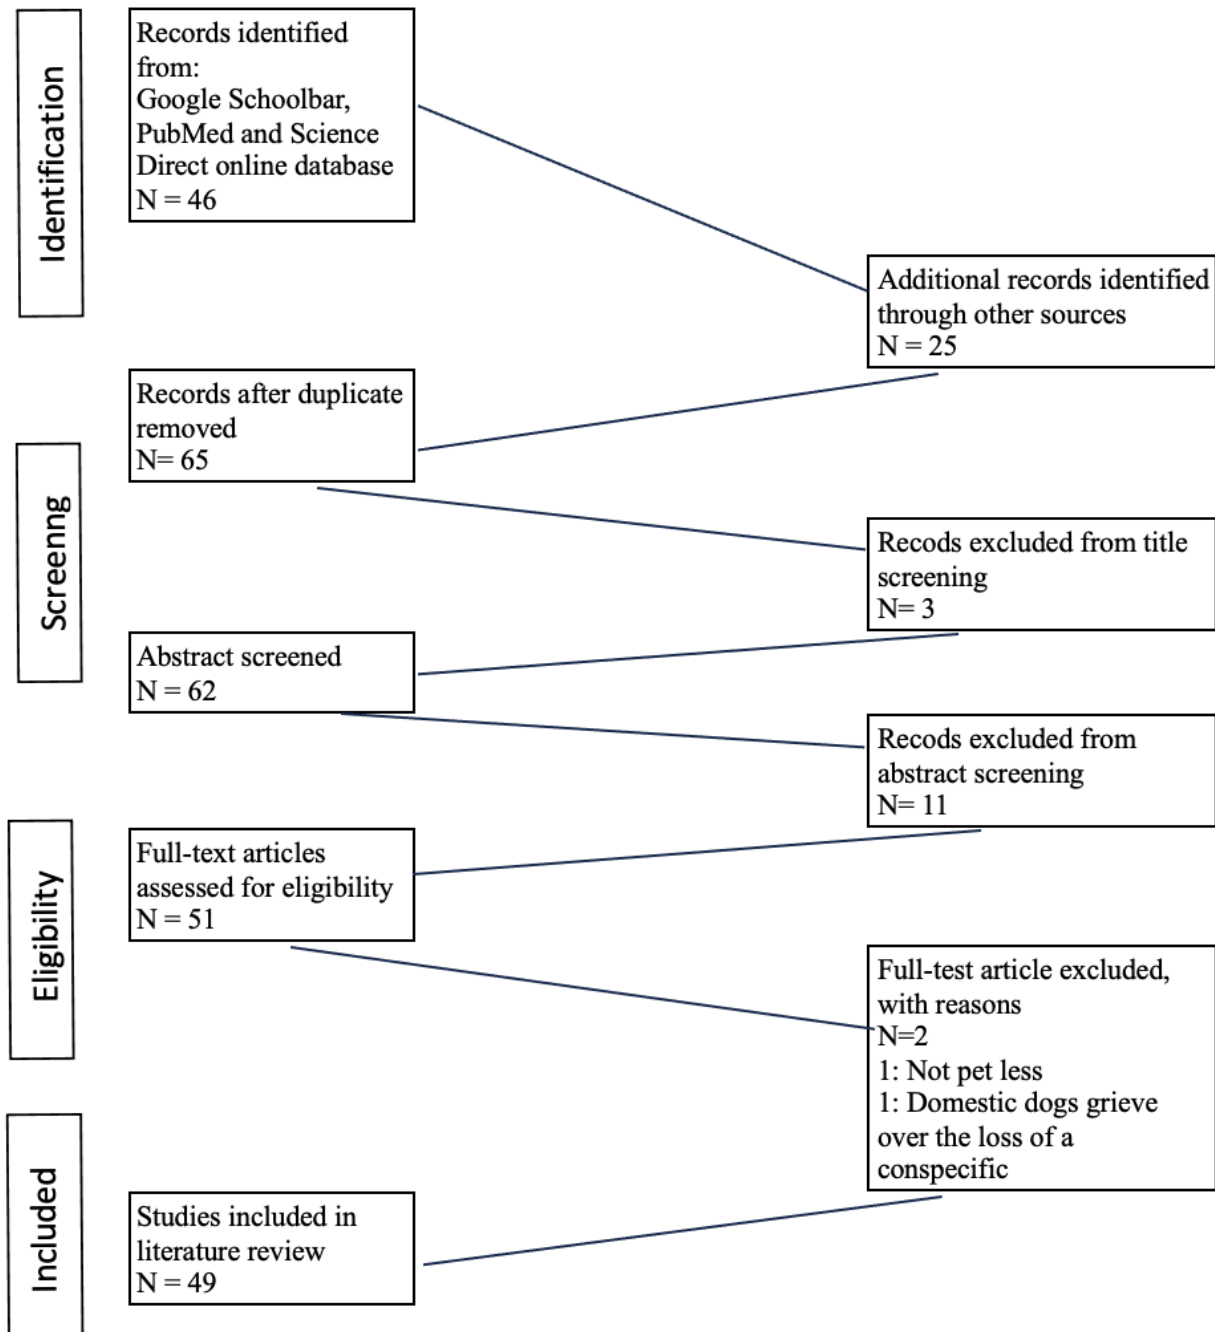 Identification
Records identified
from:
Google Schoolbar,
PubMed and Science
Direct online database
N = 46
Additional records identified
through other sources
N = 25
Records after duplicate
removed
N= 65
Screenng
Recods excluded from title
screening
N= 3
Abstract screened
N = 62
Recods excluded from
abstract screening
N= 11
Eligibility
Full-text articles
assessed for eligibility
N = 51
Full-test article excluded,
with reasons
N=2
1: Not pet less
1: Domestic dogs grieve
over the loss of a
conspecific
Included
Studies included in
literature review
N = 49